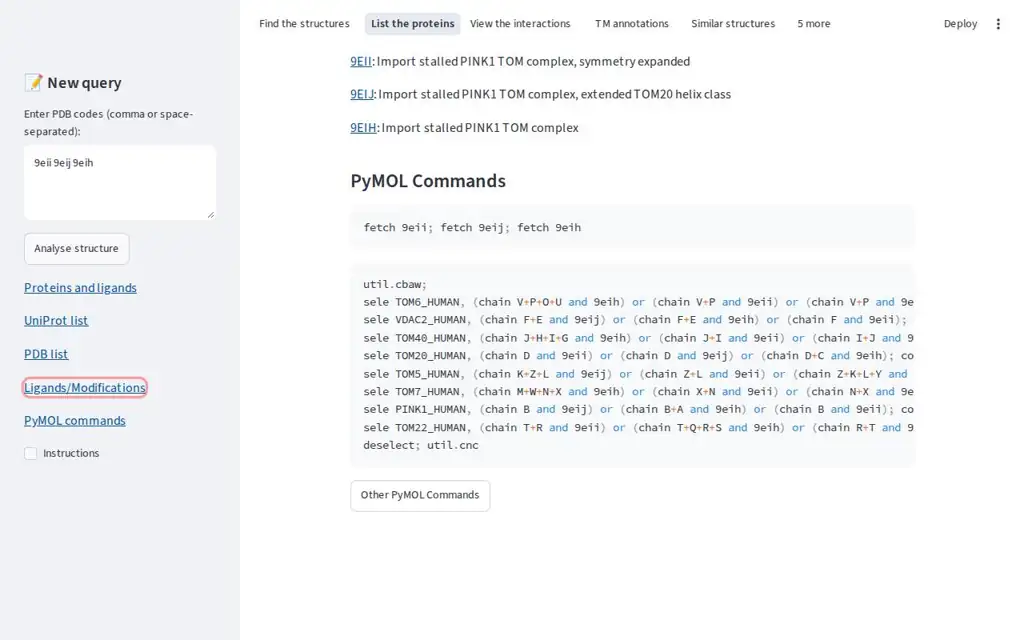 Find the structures
List the proteins
View the interactions
TM annotations
Similar structures
5 more
Deploy
📝 New query
Enter PDB codes (comma or space-
separated):
9eii 9eij 9eih
Analyse structure
Proteins and ligands
UniProt list
PDB list
Ligands/Modifications
PyMOL commands
Instructions
9EII: Import stalled PINK1 TOM complex, symmetry expanded
9EIJ: Import stalled PINK1 TOM complex, extended TOM20 helix class
9EIH: Import stalled PINK1 TOM complex
PyMOL Commands
fetch 9eii; fetch 9eij; fetch 9eih
util.cbaw;
sele TOM6_HUMAN, (chain V+P+O+U and 9eih) or (chain V+P and 9eii) or (chain V+P and 9e
sele VDAC2_HUMAN, (chain F+E and 9eij) or (chain F+E and 9eih) or (chain F and 9eii);
sele TOM40_HUMAN, (chain J+H+I+G and 9eih) or (chain J+I and 9eii) or (chain I+J and 9
sele TOM20_HUMAN, (chain D and 9eii) or (chain D and 9eij) or (chain D+C and 9eih); co
sele TOM5_HUMAN, (chain K+Z+L and 9eij) or (chain Z+L and 9eii) or (chain Z+K+L+Y and
sele TOM7_HUMAN, (chain M+W+N+X and 9eih) or (chain X+N and 9eii) or (chain N+X and 9e
sele PINK1_HUMAN, (chain B and 9eij) or (chain B+A and 9eih) or (chain B and 9eii); co
sele TOM22_HUMAN, (chain T+R and 9eii) or (chain T+Q+R+S and 9eih) or (chain R+T and 9
deselect; util.cnc
Other PyMOL Commands